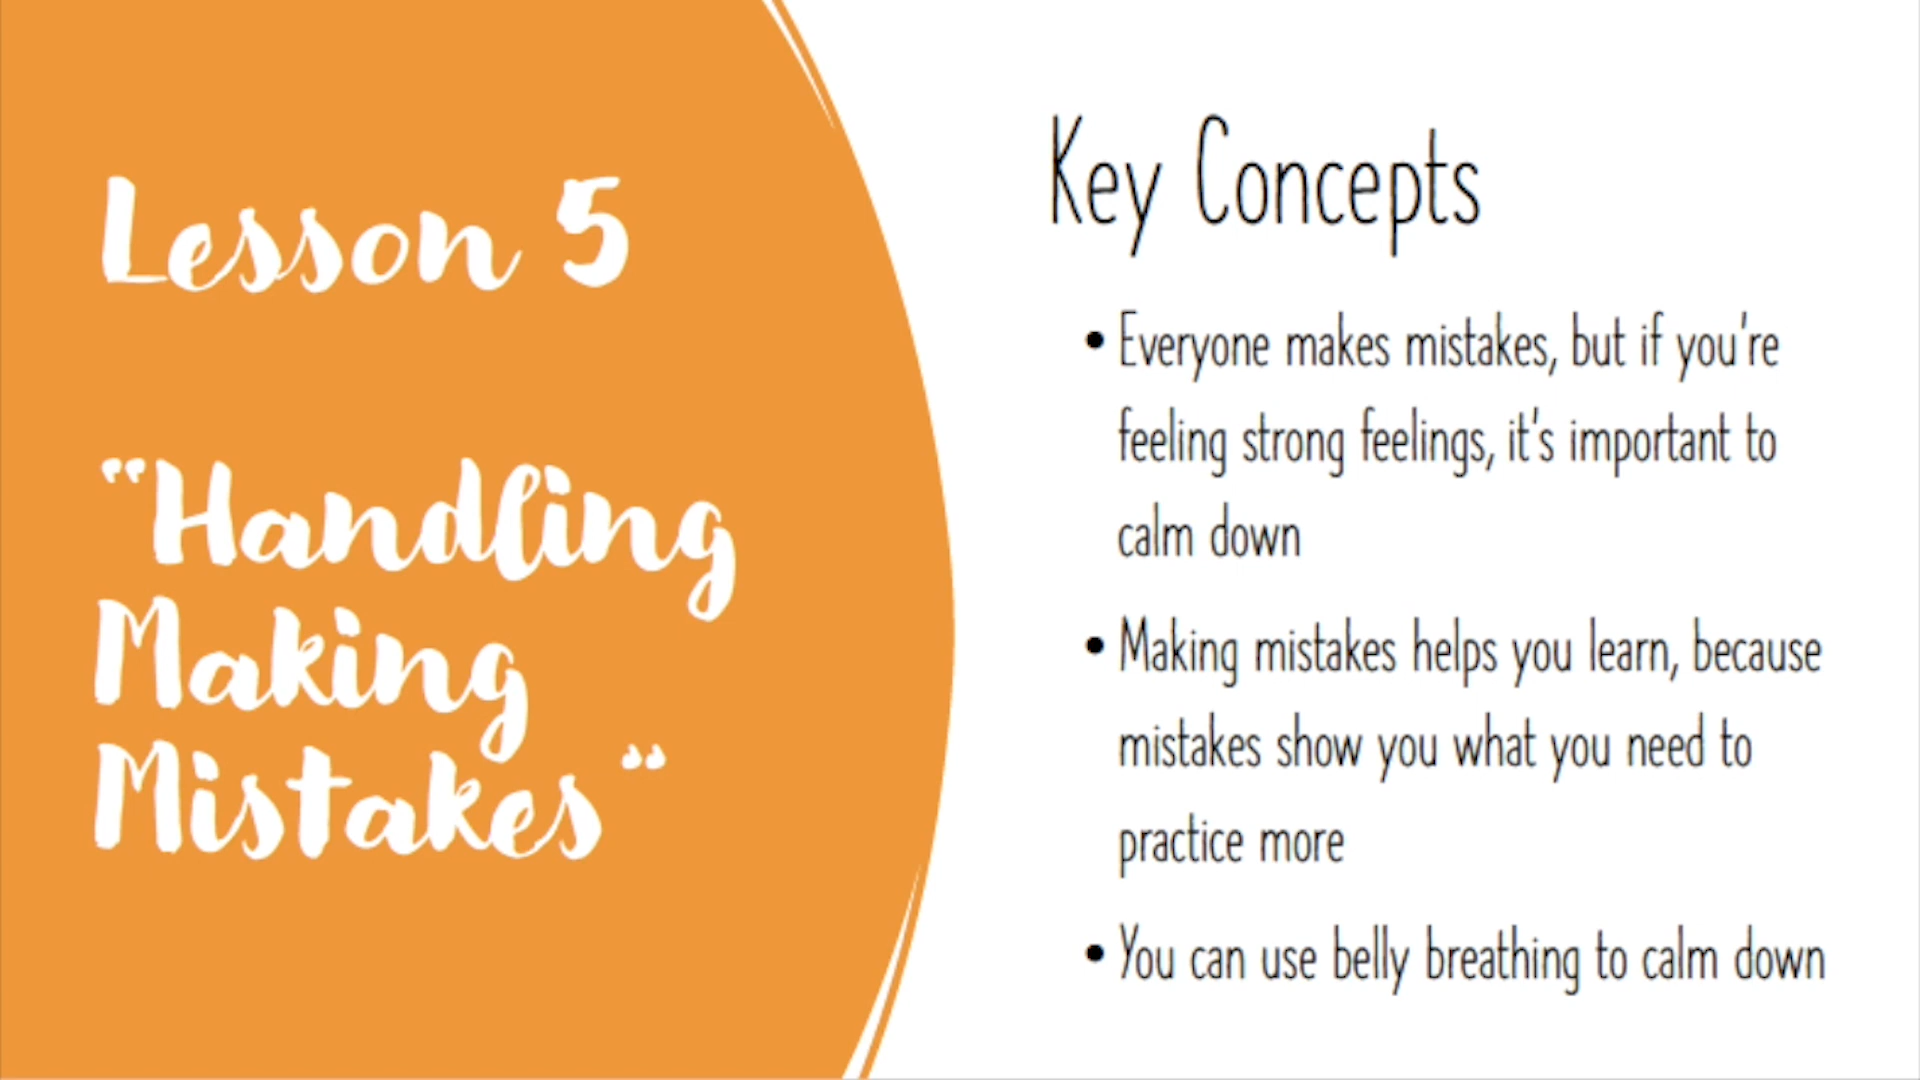 Lesson 5
"Handling
Making
Mistakes"
Key Concepts
• Everyone makes mistakes, but if you're
feeling strong feelings, it's important to
calm down
• Making mistakes helps you learn, because
mistakes show you what you need to
practice more
• You can use belly breathing to calm down